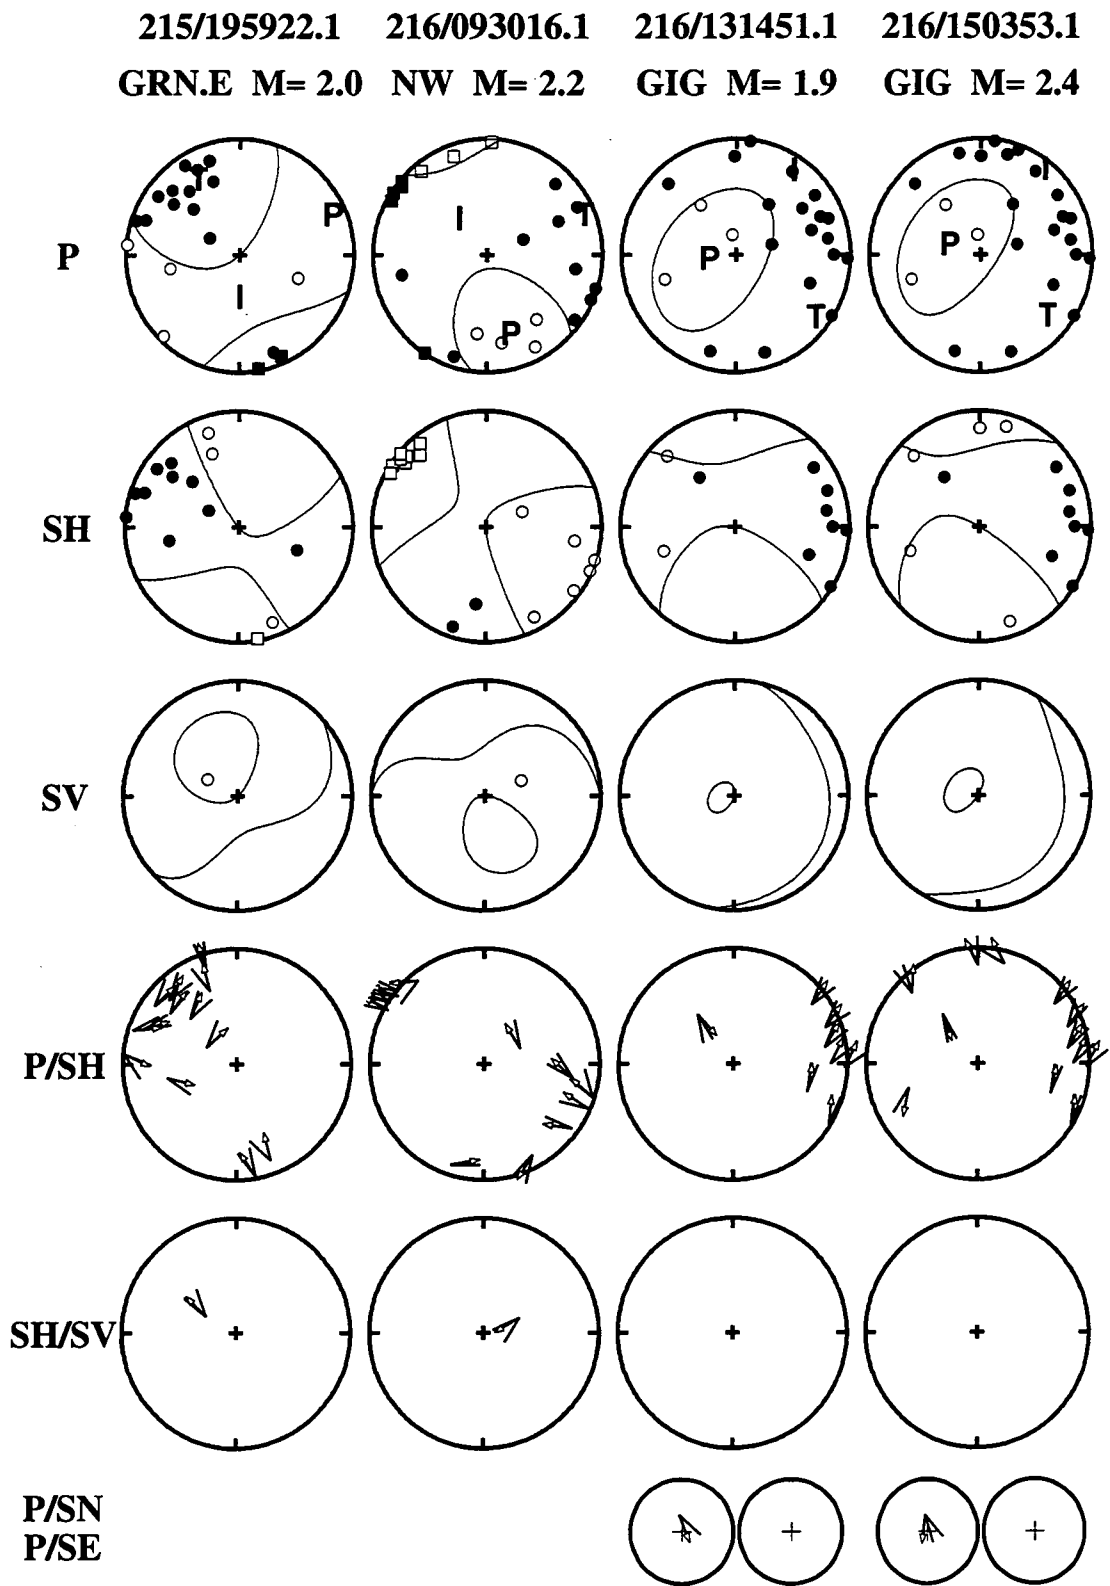 215/195922.1 216/093016.1 216/131451.1 216/150353.1
GRN.E M= 2.0 NW M= 2.2 GIG M= 1.9 GIG M= 2.4
P
T P I
I T P
I P T
I P T
SH
SV
P/SH
SH/SV
P/SN
P/SE